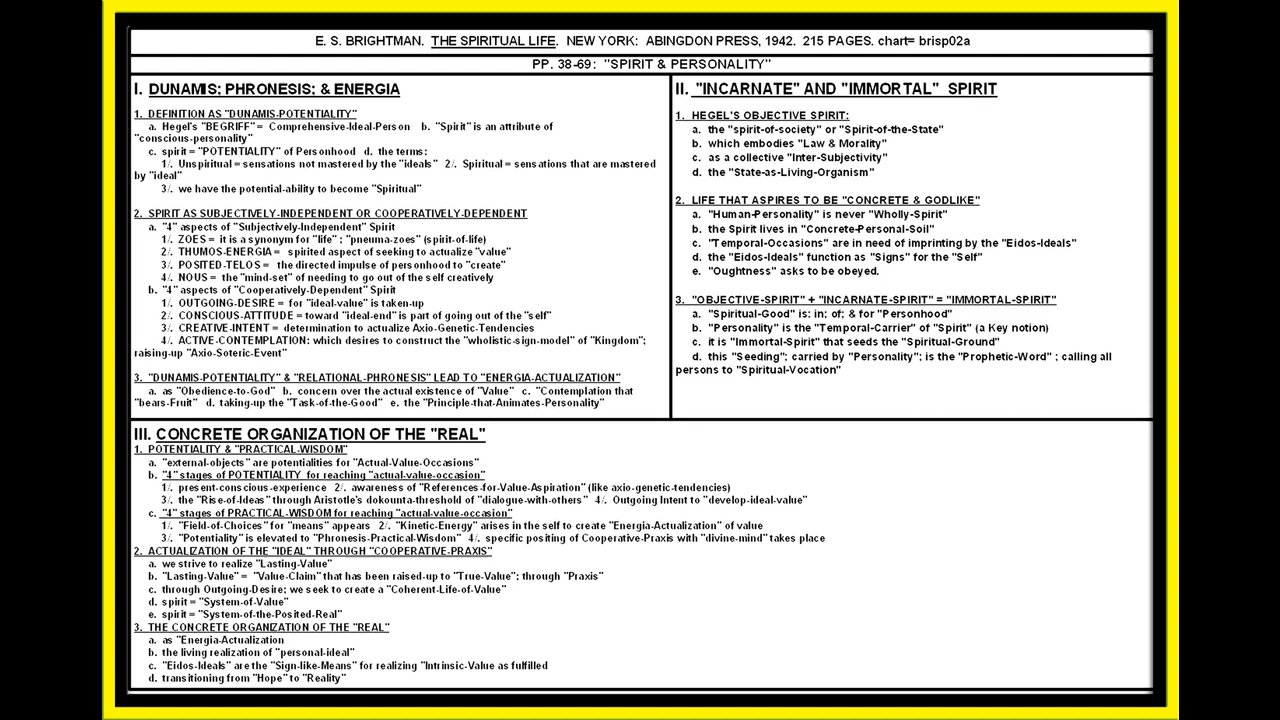 E. S. BRIGHTMAN. THE SPIRITUAL LIFE. NEW YORK: ABINGDON PRESS, 1942. 215 PAGES. chart= brisp02a
PP. 38-69: "SPIRIT & PERSONALITY"
I. DUNAMIS; PHRONESIS; & ENERGIA
1. DEFINITION AS "DUNAMIS-POTENTIALITY"
a. Hegel's "BEGRIFF" = Comprehensive-Ideal-Person b. "Spirit" is an attribute of
"conscious-personality"
c. spirit = "POTENTIALITY" of Personhood d. the terms:
1/. Unspiritual = sensations not mastered by the "ideals" 2/. Spiritual = sensations that are mastered
by "ideal"
3/. we have the potential-ability to become "Spiritual"
2. SPIRIT AS SUBJECTIVELY-INDEPENDENT OR COOPERATIVELY-DEPENDENT
a. "4" aspects of "Subjectively-Independent" Spirit
1/. ZOES = it is a synonym for "life" ; "pneuma-zoes" (spirit-of-life)
2/. THUMOS-ENERGIA = spirited aspect of seeking to actualize "value"
3/. POSITED-TELOS = the directed impulse of personhood to "create"
4/. NOUS = the "mind-set" of needing to go out of the self creatively
b. "4" aspects of "Cooperatively-Dependent" Spirit
1/. OUTGOING-DESIRE = for "ideal-value" is taken-up
2/. CONSCIOUS-ATTITUDE = toward "ideal-end" is part of going out of the "self"
3/. CREATIVE-INTENT = determination to actualize Axio-Genetic-Tendencies
4/. ACTIVE-CONTEMPLATION: which desires to construct the "wholistic-sign-model" of "Kingdom";
raising-up "Axio-Soteric-Event"
3. "DUNAMIS-POTENTIALITY" & "RELATIONAL-PHRONESIS" LEAD TO "ENERGIA-ACTUALIZATION"
a. as "Obedience-to-God" b. concern over the actual existence of "Value" c. "Contemplation that
"bears-Fruit" d. taking-up the "Task-of-the-Good" e. the "Principle-that-Animates-Personality"
II. "INCARNATE" AND "IMMORTAL" SPIRIT
1. HEGEL'S OBJECTIVE SPIRIT:
a. the "spirit-of-society" or "Spirit-of-the-State"
b. which embodies "Law & Morality"
c. as a collective "Inter-Subjectivity"
d. the "State-as-Living-Organism"
2. LIFE THAT ASPIRES TO BE "CONCRETE & GODLIKE"
a. "Human-Personality" is never "Wholly-Spirit"
b. the Spirit lives in "Concrete-Personal-Soil"
c. "Temporal-Occasions" are in need of imprinting by the "Eidos-Ideals"
d. the "Eidos-Ideals" function as "Signs" for the "Self"
e. "Oughtness" asks to be obeyed.
3. "OBJECTIVE-SPIRIT" + "INCARNATE-SPIRIT" = "IMMORTAL-SPIRIT"
a. "Spiritual-Good" is: in; of; & for "Personhood"
b. "Personality" is the "Temporal-Carrier" of "Spirit" (a Key notion)
c. it is "Immortal-Spirit" that seeds the "Spiritual-Ground"
d. this "Seeding"; carried by "Personality"; is the "Prophetic-Word" ; calling all
persons to "Spiritual-Vocation"
III. CONCRETE ORGANIZATION OF THE "REAL"
1. POTENTIALITY & "PRACTICAL-WISDOM"
a. "external-objects" are potentialities for "Actual-Value-Occasions"
b. "4" stages of POTENTIALITY for reaching "actual-value-occasion"
1/. present-conscious-experience 2/. awareness of "References-for-Value-Aspiration" (like axio-genetic-tendencies)
3/. the "Rise-of-Ideas" through Aristotle's dokounta-threshold of "dialogue-with-others" 4/. Outgoing Intent to "develop-ideal-value"
c. "4" stages of PRACTICAL-WISDOM for reaching "actual-value-occasion"
1/. "Field-of-Choices" for "means" appears 2/. "Kinetic-Energy" arises in the self to create "Energia-Actualization" of value
3/. "Potentiality" is elevated to "Phronesis-Practical-Wisdom" 4/. specific positing of Cooperative-Praxis with "divine-mind" takes place
2. ACTUALIZATION OF THE "IDEAL" THROUGH "COOPERATIVE-PRAXIS"
a. we strive to realize "Lasting-Value"
b. "Lasting-Value" = "Value-Claim" that has been raised-up to "True-Value"; through "Praxis"
c. through Outgoing-Desire; we seek to create a "Coherent-Life-of-Value"
d. spirit = "System-of-Value"
e. spirit = "System-of-the-Posited-Real"
3. THE CONCRETE ORGANIZATION OF THE "REAL"
a. as "Energia-Actualization
b. the living realization of "personal-ideal"
c. "Eidos-Ideals" are the "Sign-like-Means" for realizing "Intrinsic-Value as fulfilled
d. transitioning from "Hope" to "Reality"